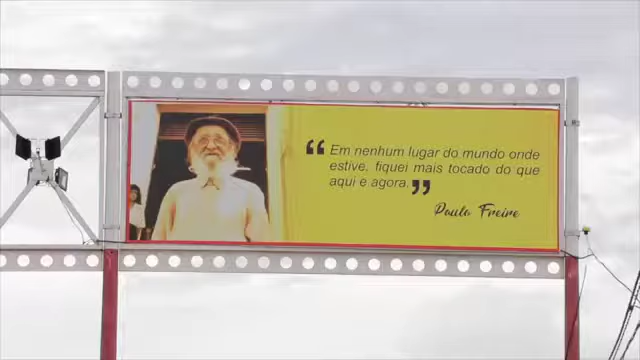 ❝ Em nenhum lugar do mundo onde
estive, fiquei mais tocado do que
aqui e agora. ❞
Paulo Freire